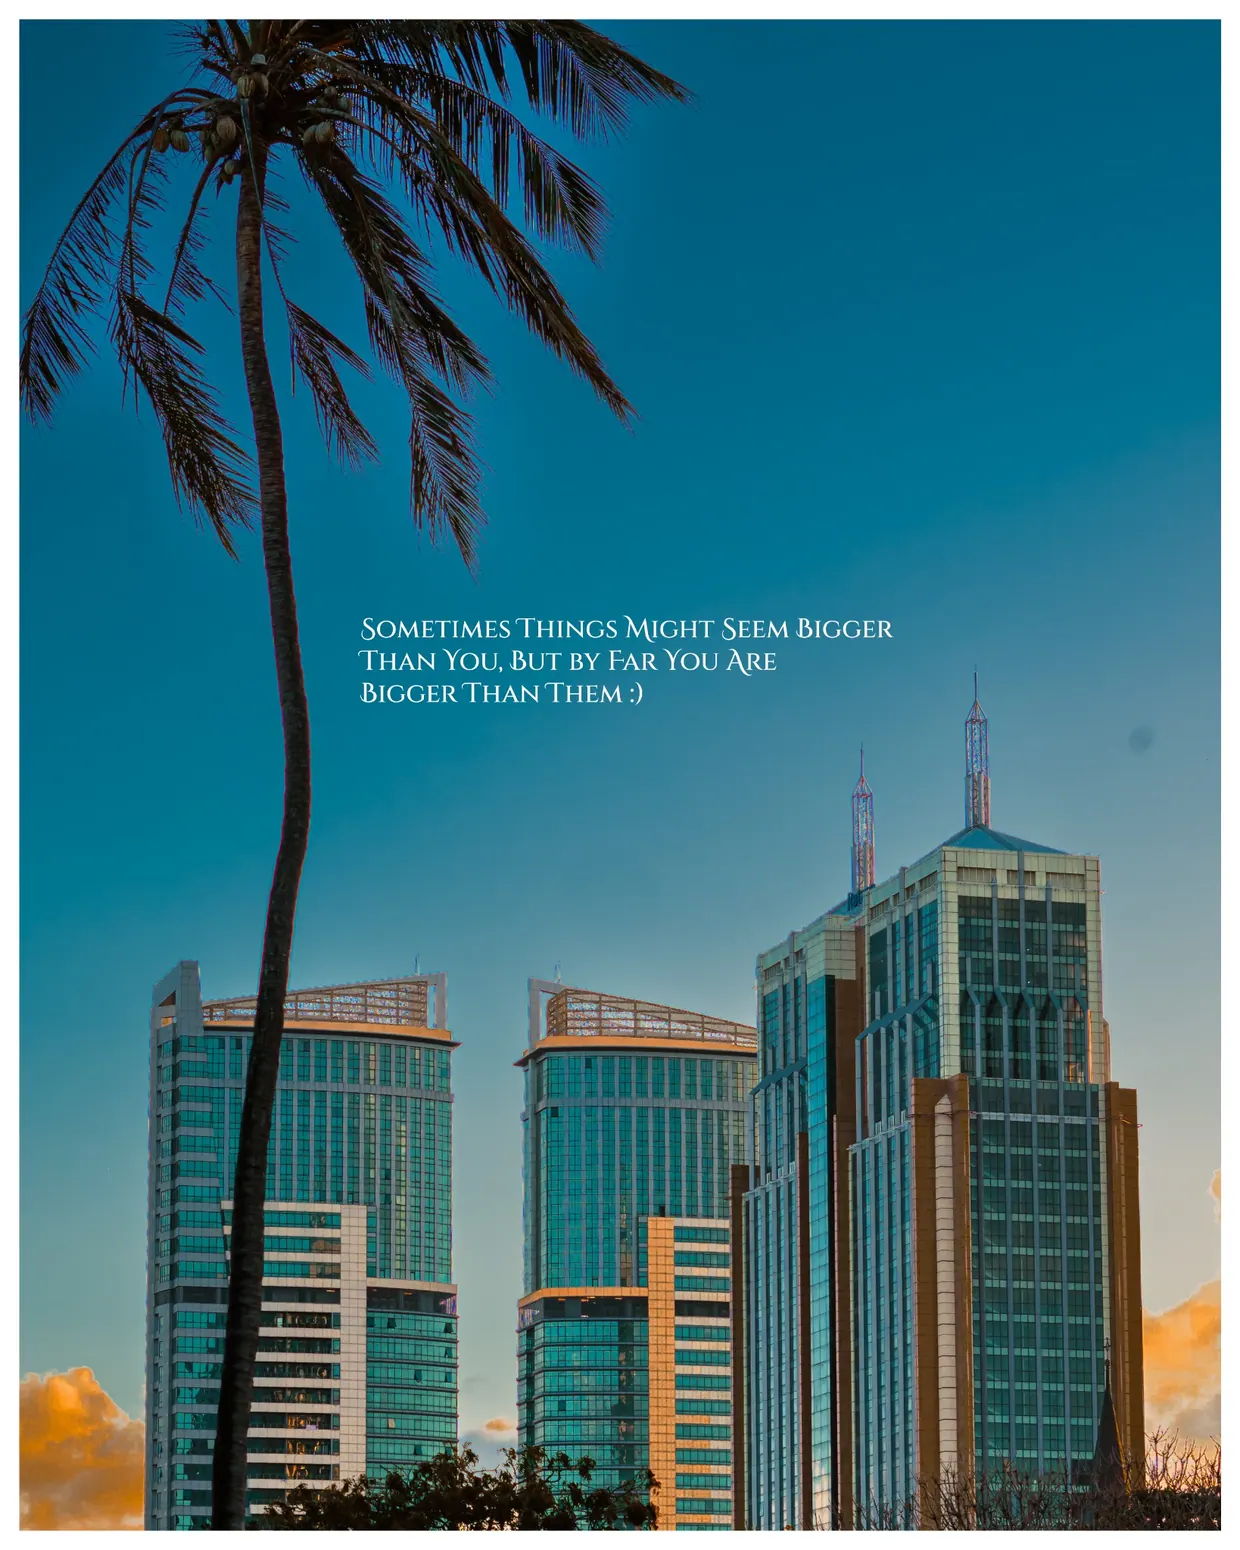 Sometimes Things Might Seem Bigger
Than You, But by Far You Are
Bigger Than Them :)